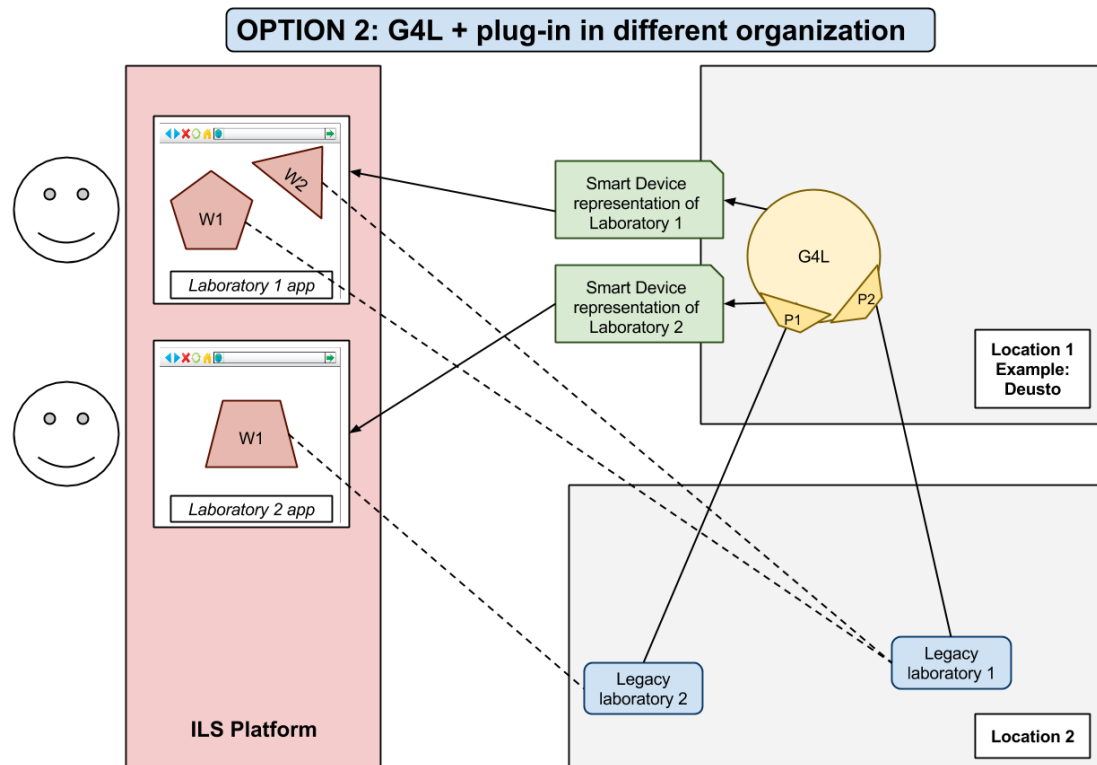 OPTION 2: G4L + plug-in in different organization
W1
W2
Laboratory 1 app
W1
Laboratory 2 app
ILS Platform
Smart Device
representation of
Laboratory 1
Smart Device
representation of
Laboratory 2
G4L
P1
P2
Location 1
Example:
Deusto
Legacy
laboratory 2
Legacy
laboratory 1
Location 2